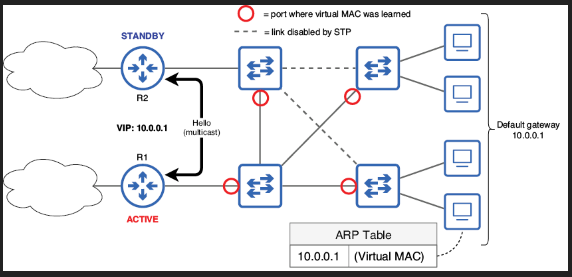 = port where virtual MAC was learned
= link disabled by STP
STANDBY
R2
VIP: 10.0.0.1
Hello
(multicast)
R1
ACTIVE
Default gateway
10.0.0.1
ARP Table
10.0.0.1 (Virtual MAC)